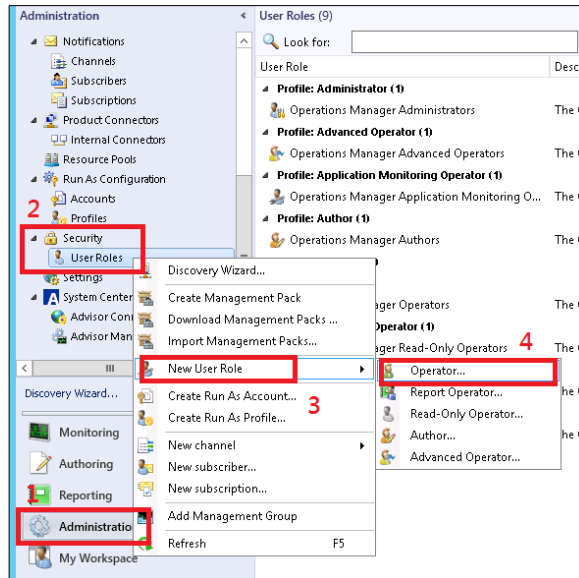 Administration
Notifications
Channels
Subscribers
Subscriptions
Product Connectors
Internal Connectors
Resource Pools
Run As Configuration
Accounts
Profiles
2
Security
User Roles
Settings
System Center
Advisor Con
Advisor Man
Discovery Wizard...
Monitoring
Authoring
Reporting
1
Administratio
My Workspace
User Roles (9)
Look for:
User Role
Desc
Profile: Administrator (1)
Operations Manager Administrators
The
Profile: Advanced Operator (1)
Operations Manager Advanced Operators
The
Profile: Application Monitoring Operator (1)
Operations Manager Application Monitoring O...
The
Profile: Author (1)
Operations Manager Authors
The
ager Operators
The
Operator (1)
ager Read-Only Operators
The
Discovery Wizard...
Create Management Pack
Download Management Packs ...
Import Management Packs...
New User Role
3
Create Run As Account...
Create Run As Profile...
New channel
New subscriber...
New subscription...
Add Management Group
Refresh F5
4
Operator...
Report Operator...
Read-Only Operator...
Author...
Advanced Operator...